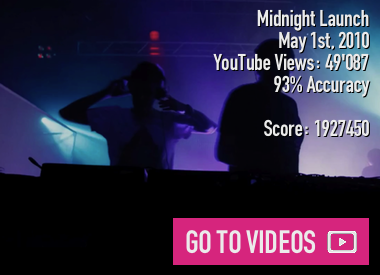 Midnight Launch
May 1st, 2010
YouTube Views: 49'087
93% Accuracy
Score: 1927450
GO TO VIDEOS